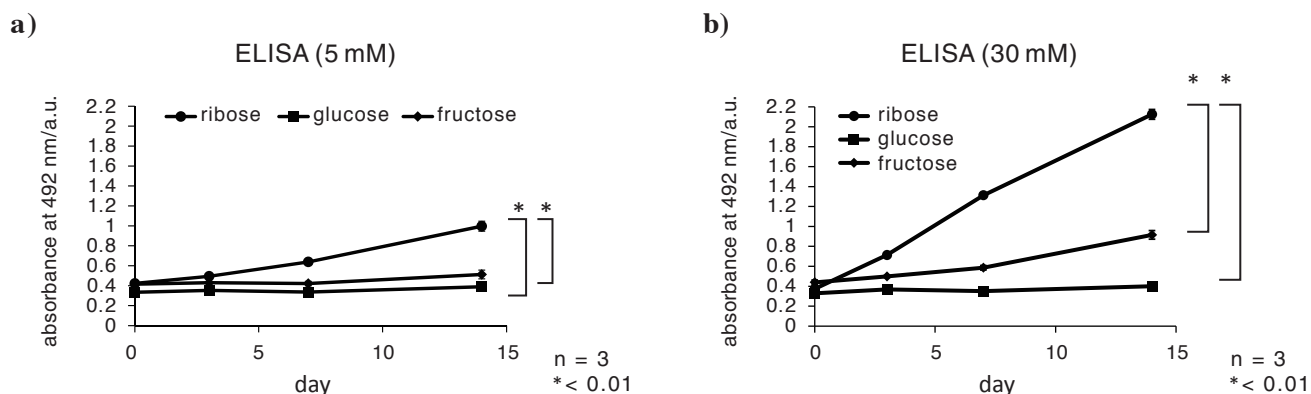 a)
ELISA (5 mM)
absorbance at 492 nm/a.u.
2.2
2
1.8
1.6
1.4
1.2
1
0.8
0.6
0.4
0.2
0
ribose glucose fructose
* *
0 5 10 15
day
n = 3
*< 0.01
b)
ELISA (30 mM)
absorbance at 492 nm/a.u.
2.2
2
1.8
1.6
1.4
1.2
1
0.8
0.6
0.4
0.2
0
ribose
glucose
fructose
* *
0 5 10 15
day
n = 3
*< 0.01